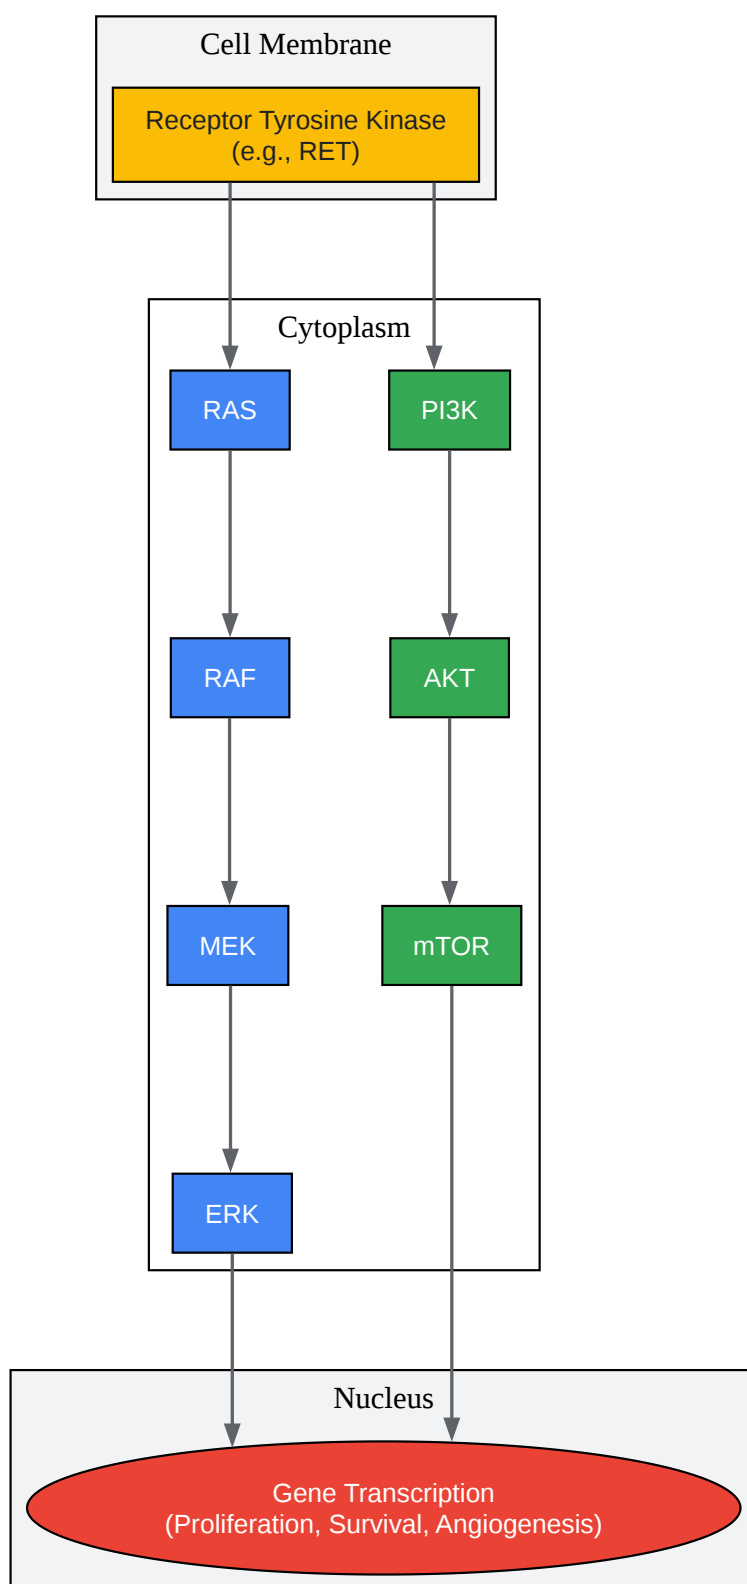 Cell Membrane
Receptor Tyrosine Kinase
(e.g., RET)
Cytoplasm
RAS
PI3K
RAF
AKT
MEK
mTOR
ERK
Nucleus
Gene Transcription
(Proliferation, Survival, Angiogenesis)